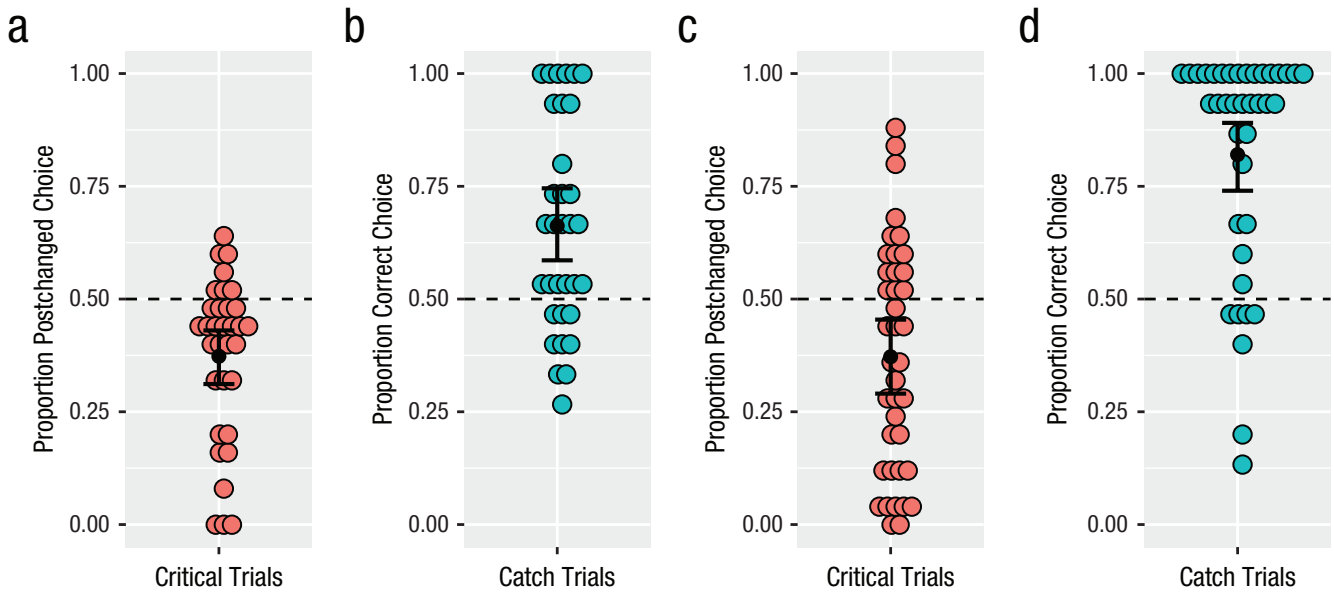 a
Proportion Postchanged Choice
1.00
0.75
0.50
0.25
0.00
Critical Trials
b
Proportion Correct Choice
1.00
0.75
0.50
0.25
0.00
Catch Trials
c
Proportion Postchanged Choice
1.00
0.75
0.50
0.25
0.00
Critical Trials
d
Proportion Correct Choice
1.00
0.75
0.50
0.25
0.00
Catch Trials